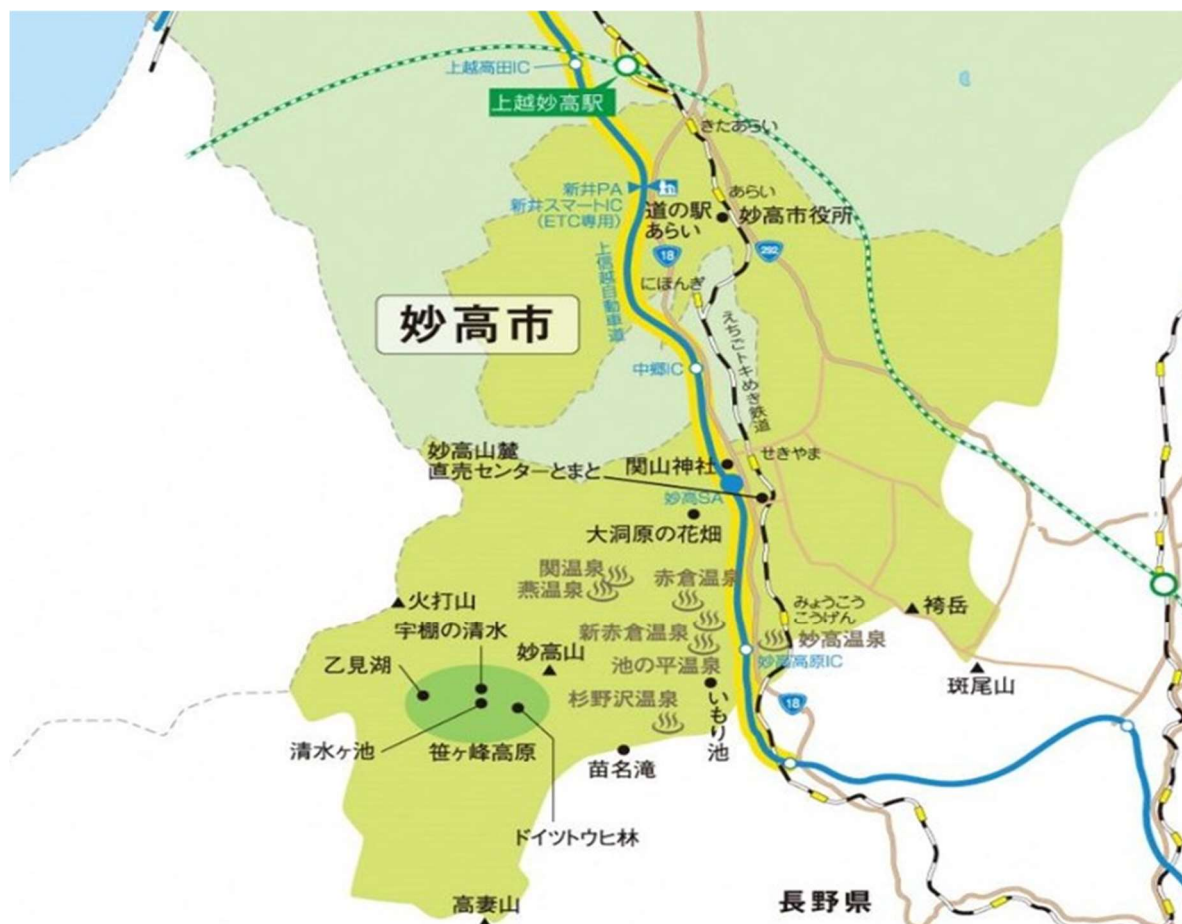 上越高田IC
上越妙高駅
きたあらい
新井PA
新井スマートIC
(ETC専用)
あらい
道の駅
あらい
妙高市役所
18
292
にほんぎ
上信越自動車道
妙高市
えちごトキめき鉄道
中郷IC
妙高山麓
直売センターとまと
関山神社
せきやま
妙高SA
大洞原の花畑
関温泉
燕温泉
赤倉温泉
みょうこう
こうげん
袴岳
火打山
宇棚の清水
新赤倉温泉
妙高温泉
妙高高原IC
乙見湖
妙高山
池の平温泉
斑尾山
杉野沢温泉
いもり池
18
清水ヶ池
笹ヶ峰高原
苗名滝
ドイツトウヒ林
高妻山
長野県